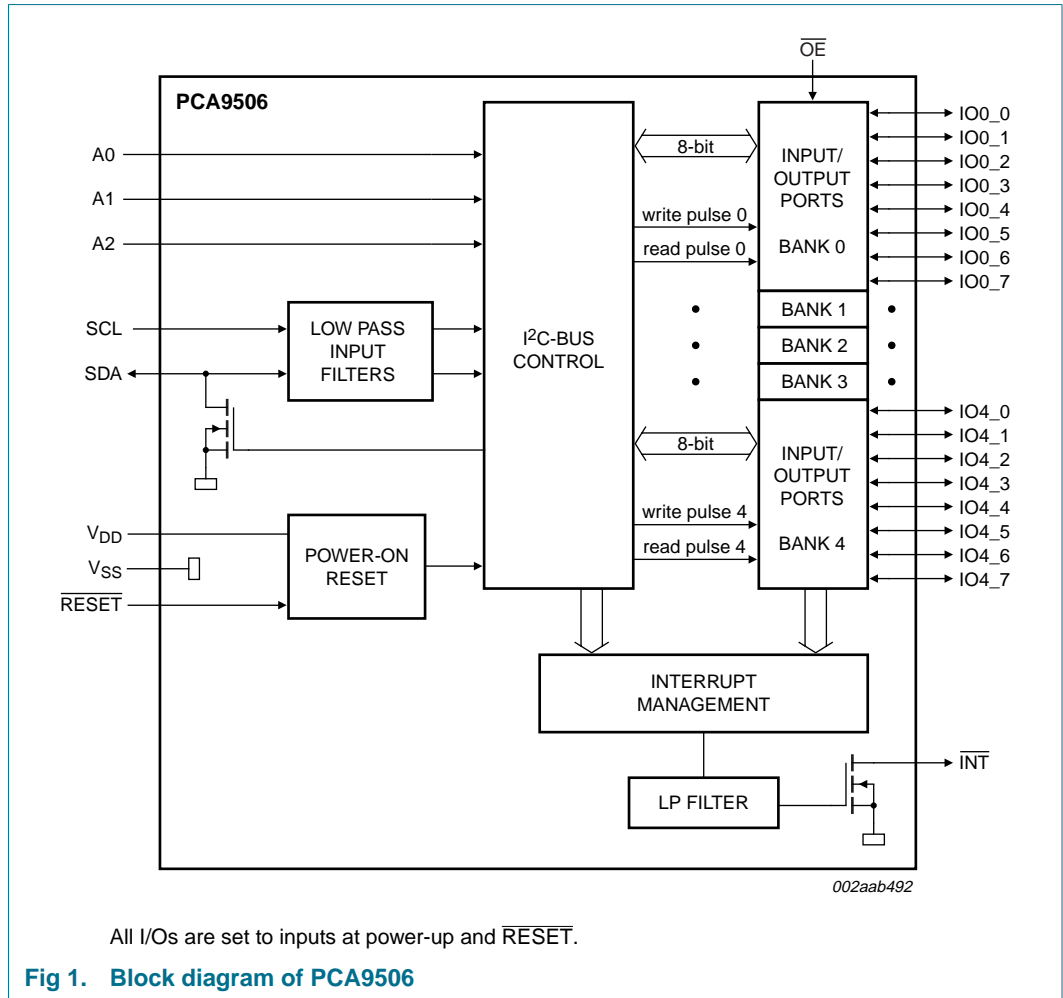 OE
PCA9506
A0
A1
A2
SCL
SDA
LOW PASS
INPUT
FILTERS
VDD
VSS
RESET
POWER-ON
RESET
I2C-BUS
CONTROL
8-bit
write pulse 0
read pulse 0
8-bit
write pulse 4
read pulse 4
INPUT/
OUTPUT
PORTS
BANK 0
BANK 1
BANK 2
BANK 3
INPUT/
OUTPUT
PORTS
BANK 4
IO0_0
IO0_1
IO0_2
IO0_3
IO0_4
IO0_5
IO0_6
IO0_7
IO4_0
IO4_1
IO4_2
IO4_3
IO4_4
IO4_5
IO4_6
IO4_7
INTERRUPT
MANAGEMENT
LP FILTER
INT
002aab492
All I/Os are set to inputs at power-up and RESET.
Fig 1. Block diagram of PCA9506